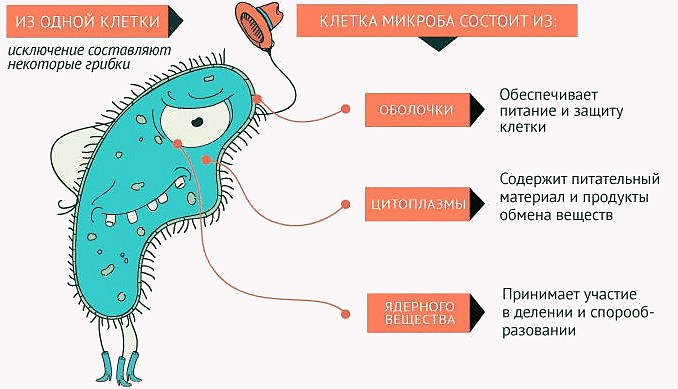 ИЗ ОДНОЙ КЛЕТКИ
исключение составляют
некоторые грибки
КЛЕТКА МИКРОБА СОСТОИТ ИЗ:
ОБОЛОЧКИ
Обеспечивает
питание и защиту
клетки
ЦИТОПЛАЗМЫ
Содержит питательный
материал и продукты
обмена веществ
ЯДЕРНОГО
ВЕЩЕСТВА
Принимает участие
в делении и спорооб-
разовании